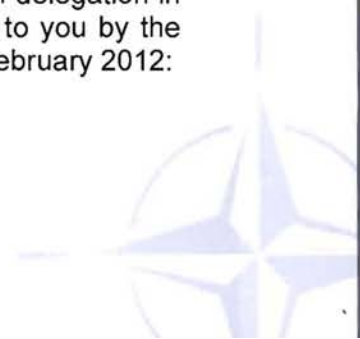 delegation in
to you by the
ebruary 2012: